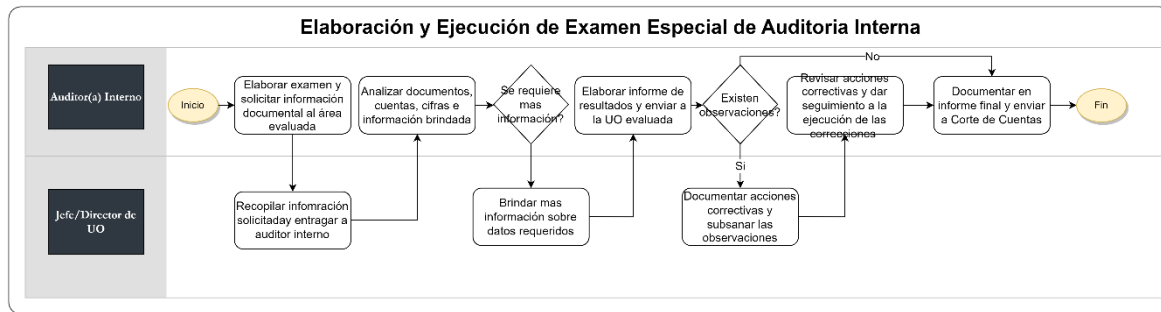 Elaboración y Ejecución de Examen Especial de Auditoria Interna
Auditor(a) Interno
Inicio
Elaborar examen y
solicitar información
documental al área
evaluada
Analizar documentos,
cuentas, cifras e
información brindada
Se requiere
mas
información?
Elaborar informe de
resultados y enviar a
la UO evaluada
Existen
observaciones?
No
Revisar acciones
correctivas y dar
seguimiento a la
ejecución de las
correcciones
Documentar en
informe final y enviar
a Corte de Cuentas
Fin
Si
Jefe/Director de
UO
Recopilar infomración
solicitaday entragar a
auditor interno
Brindar mas
información sobre
datos requeridos
Documentar acciones
correctivas y
subsanar las
observaciones